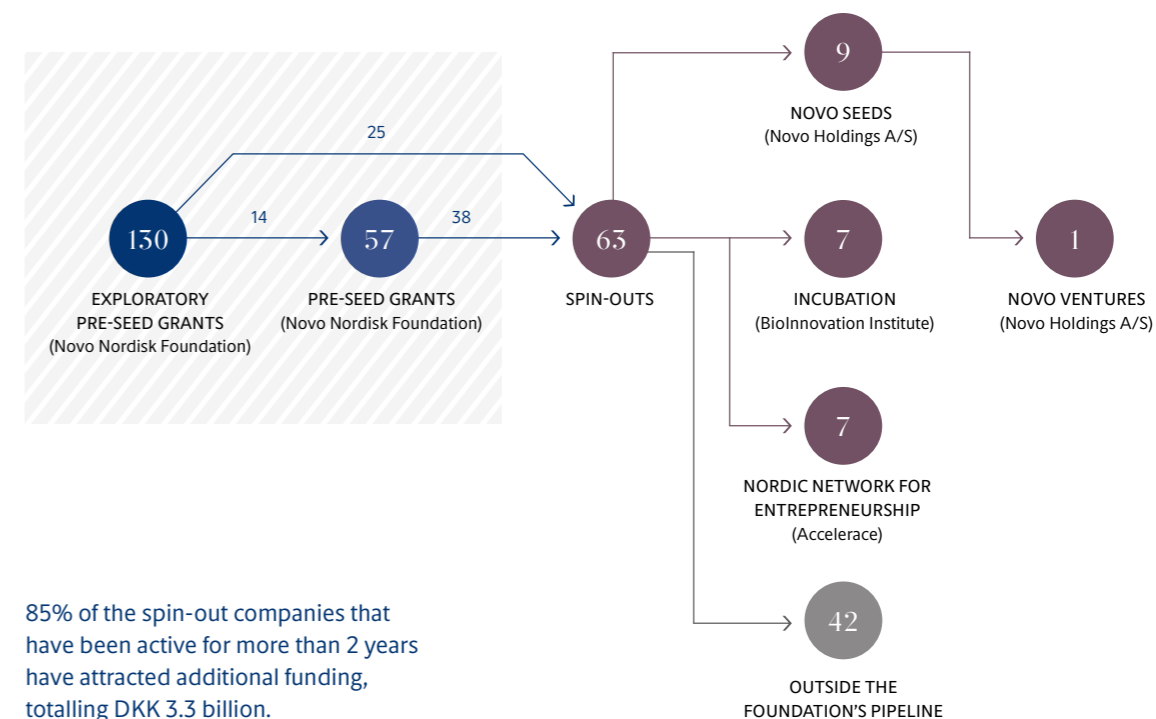 9
NOVO SEEDS
(Novo Holdings A/S)
25
14
38
130
57
63
7
1
EXPLORATORY
PRE-SEED GRANTS
(Novo Nordisk Foundation)
PRE-SEED GRANTS
(Novo Nordisk Foundation)
SPIN-OUTS
INCUBATION
(BioInnovation Institute)
NOVO VENTURES
(Novo Holdings A/S)
7
NORDIC NETWORK FOR
ENTREPRENEURSHIP
(Accelerace)
42
OUTSIDE THE
FOUNDATION'S PIPELINE
85% of the spin-out companies that
have been active for more than 2 years
have attracted additional funding,
totalling DKK 3.3 billion.